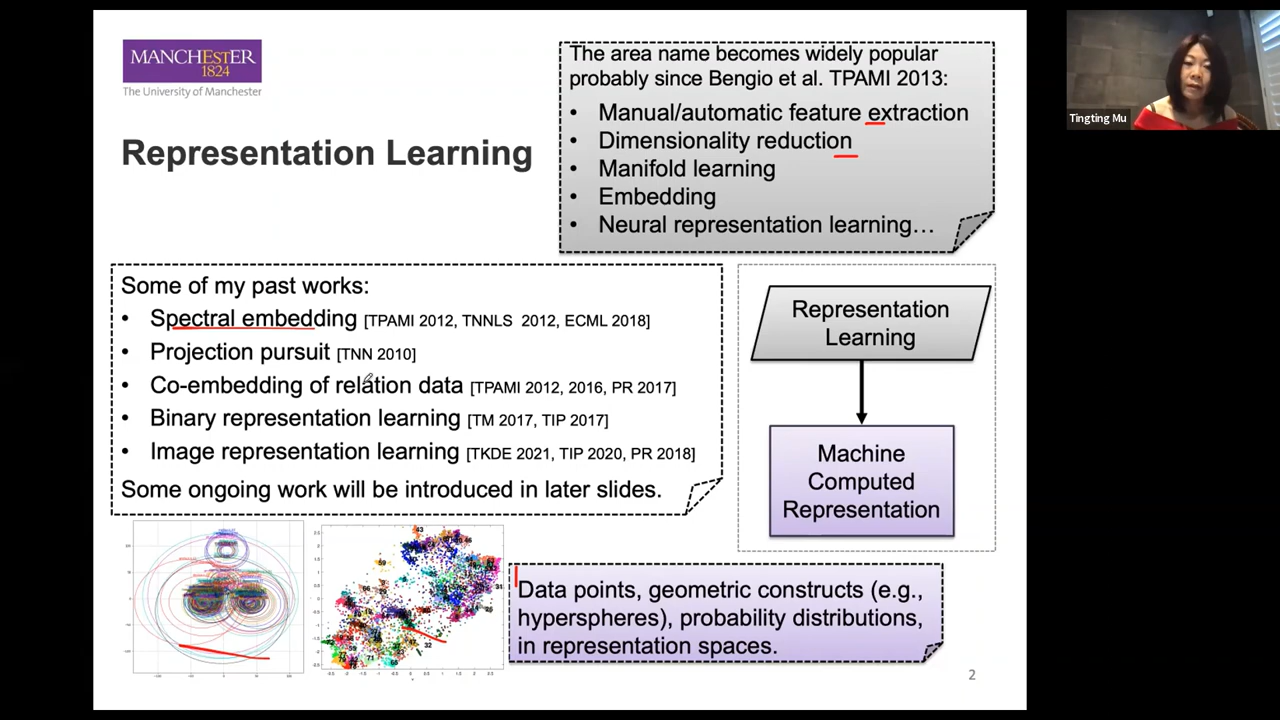 MANCHESTER
1824
The University of Manchester
Representation Learning
The area name becomes widely popular
probably since Bengio et al. TPAMI 2013:
• Manual/automatic feature extraction
• Dimensionality reduction
• Manifold learning
• Embedding
• Neural representation learning…
Some of my past works:
• Spectral embedding [TPAMI 2012, TNNLS 2012, ECML 2018]
• Projection pursuit [TNN 2010]
• Co-embedding of relation data [TPAMI 2012, 2016, PR 2017]
• Binary representation learning [TM 2017, TIP 2017]
• Image representation learning [TKDE 2021, TIP 2020, PR 2018]
Some ongoing work will be introduced in later slides.
Representation
Learning
Machine
Computed
Representation
Data points, geometric constructs (e.g.,
hyperspheres), probability distributions,
in representation spaces.
2
Tingting Mu